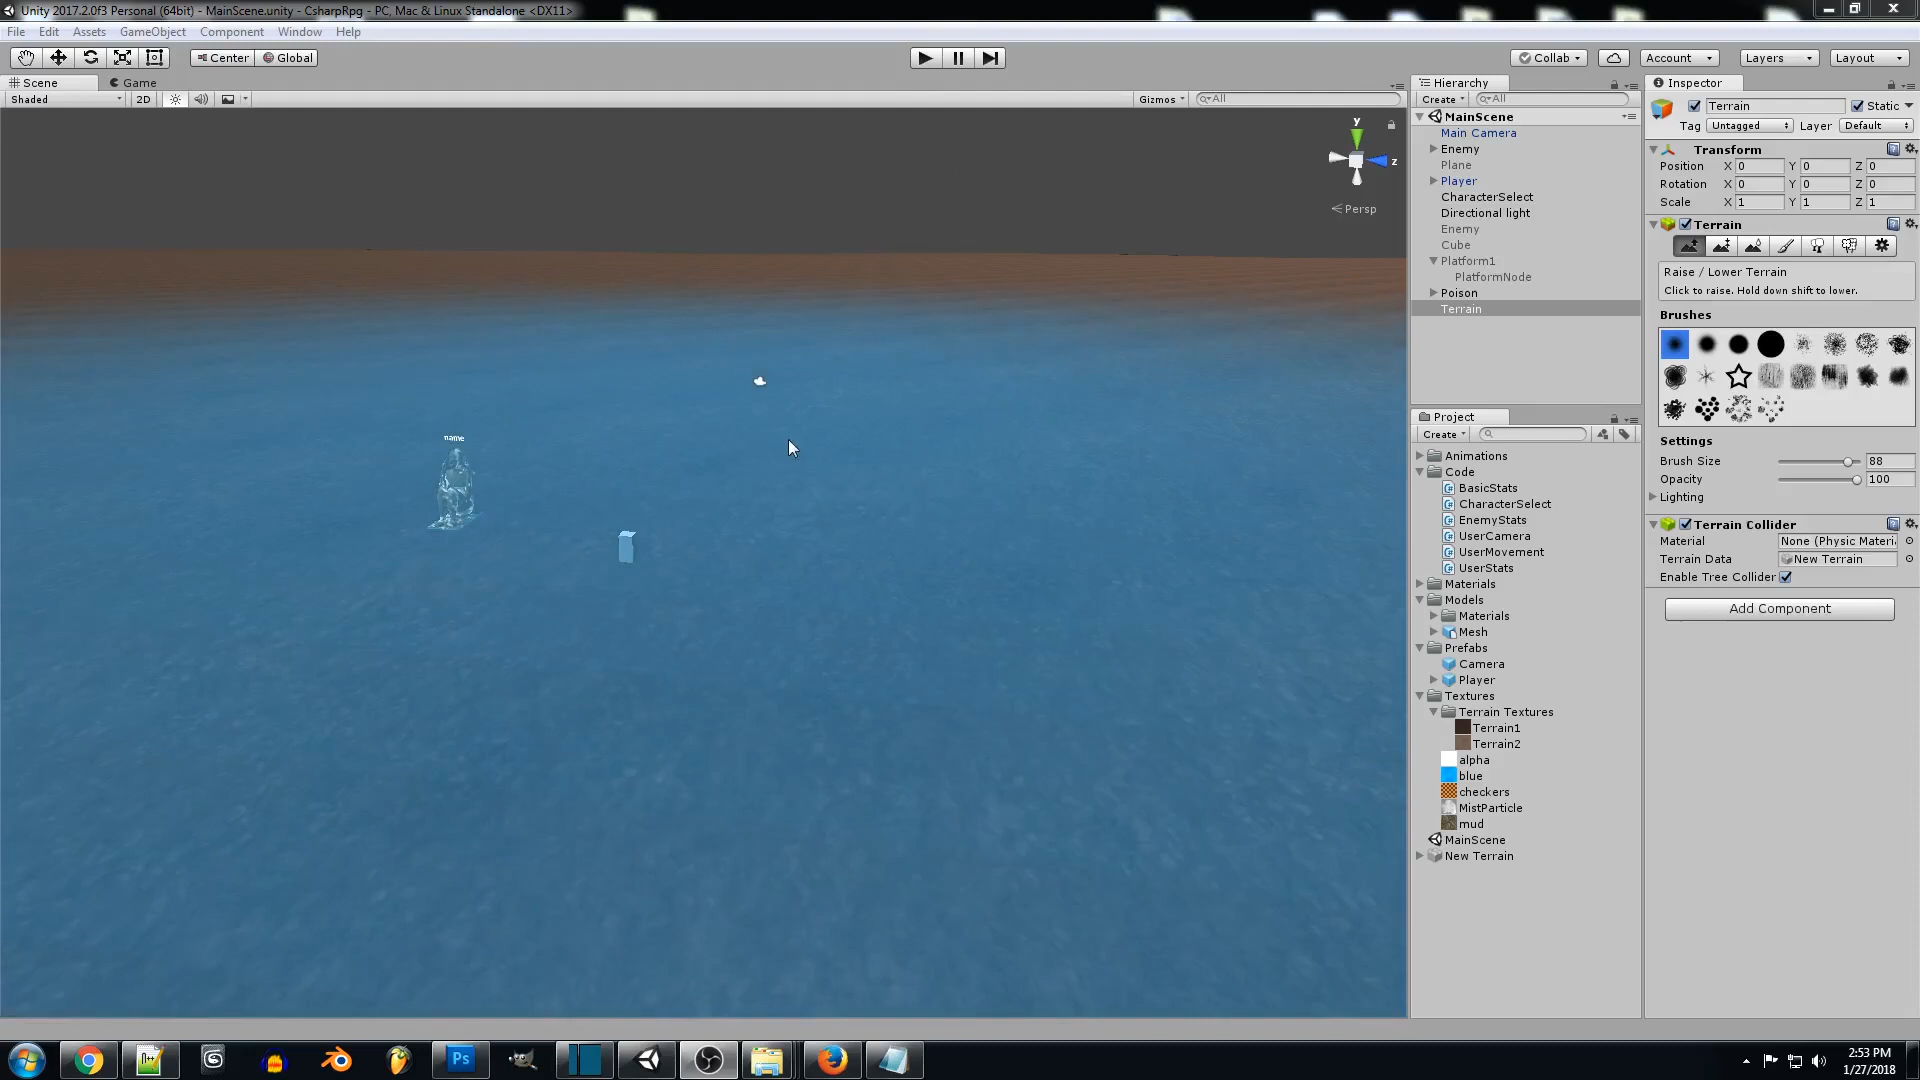 Unity 2017.2.0f3 Personal (64bit) - MainScene.unity - CsharpRpg - PC, Mac & Linux Standalone <DX11>
File Edit Assets GameObject Component Window Help
Center Global
Collab Account Layers Layout
Scene Game
Shaded 2D Gizmos All
y
z
Persp
name
Hierarchy
Create All
MainScene
Main Camera
Enemy
Plane
Player
CharacterSelect
Directional light
Enemy
Cube
Platform1
PlatformNode
Poison
Terrain
Project
Create
Animations
Code
BasicStats
CharacterSelect
EnemyStats
UserCamera
UserMovement
UserStats
Materials
Models
Materials
Mesh
Prefabs
Camera
Player
Textures
Terrain Textures
Terrain1
Terrain2
alpha
blue
checkers
MistParticle
mud
MainScene
New Terrain
Inspector
Terrain Static
Tag Untagged Layer Default
Transform
Position X 0 Y 0 Z 0
Rotation X 0 Y 0 Z 0
Scale X 1 Y 1 Z 1
Terrain
Raise / Lower Terrain
Click to raise. Hold down shift to lower.
Brushes
Settings
Brush Size 88
Opacity 100
Lighting
Terrain Collider
Material None (Physic Materi
Terrain Data New Terrain
Enable Tree Collider
Add Component
Ps
2:53 PM
1/27/2018